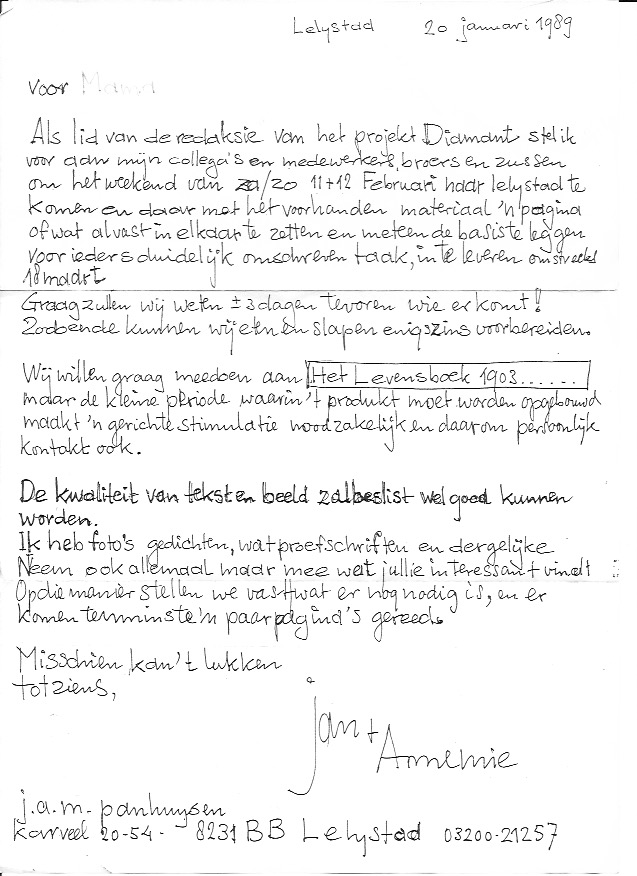 Lelystad 20 januari 1989
Voor Mama
Als lid van de redaksie van het projekt Diamant stel ik
voor aan mijn collega's en medewerkers, broers en zussen
om het weekend van za/zo 11+12 Februari naar lelystad te
komen en daar met het voorhanden materiaal 'n pagina
of wat alvast in elkaar te zetten en meteen de basis te leggen
voor ieders duidelijk omschreven taak, in te leveren omstreeks
18 maart.
Graag zullen wij weten ± 3 dagen tevoren wie er komt!
Zodoende kunnen wij eten en slapen enigszins voorbereiden.
Wij willen graag meedoen aan Het Levensboek 1903......
maar de kleine periode waarin 't produkt moet worden opgebouwd
maakt 'n gerichte stimulatie noodzakelijk en daarom persoonlijk
kontakt ook.
De kwaliteit van tekst en beeld zal beslist wel goed kunnen
worden.
Ik heb foto's gedichten, wat proefschriften en dergelijke
Neem ook allemaal maar mee wat jullie interessant vindt
Op die manier stellen we vast wat er nog nodig is, en er
komen tenminste 'n paar pagina's gereed.
Misschien kan 't lukken
tot ziens,
jan + Annemie
j.a.m. panhuysen
Karveel 20-54 - 8231 BB Lelystad 03200-21257